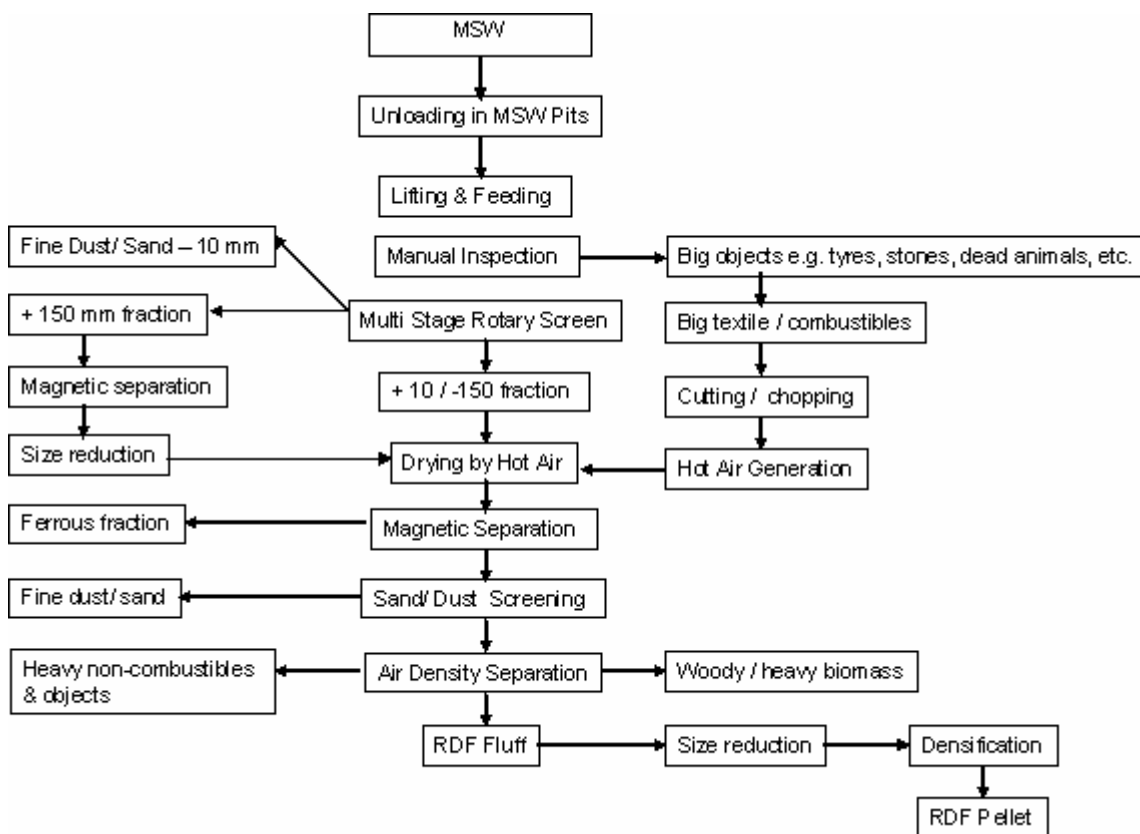 MSW
Unloading in MSW Pits
Lifting & Feeding
Fine Dust/ Sand – 10 mm
Manual Inspection
Big objects e.g. tyres, stones, dead animals, etc.
+ 150 mm fraction
Multi Stage Rotary Screen
Big textile / combustibles
Magnetic separation
+ 10 / -150 fraction
Cutting / chopping
Size reduction
Drying by Hot Air
Hot Air Generation
Ferrous fraction
Magnetic Separation
Fine dust/ sand
Sand/ Dust Screening
Heavy non-combustibles
& objects
Air Density Separation
Woody / heavy biomass
RDF Fluff
Size reduction
Densification
RDF Pellet